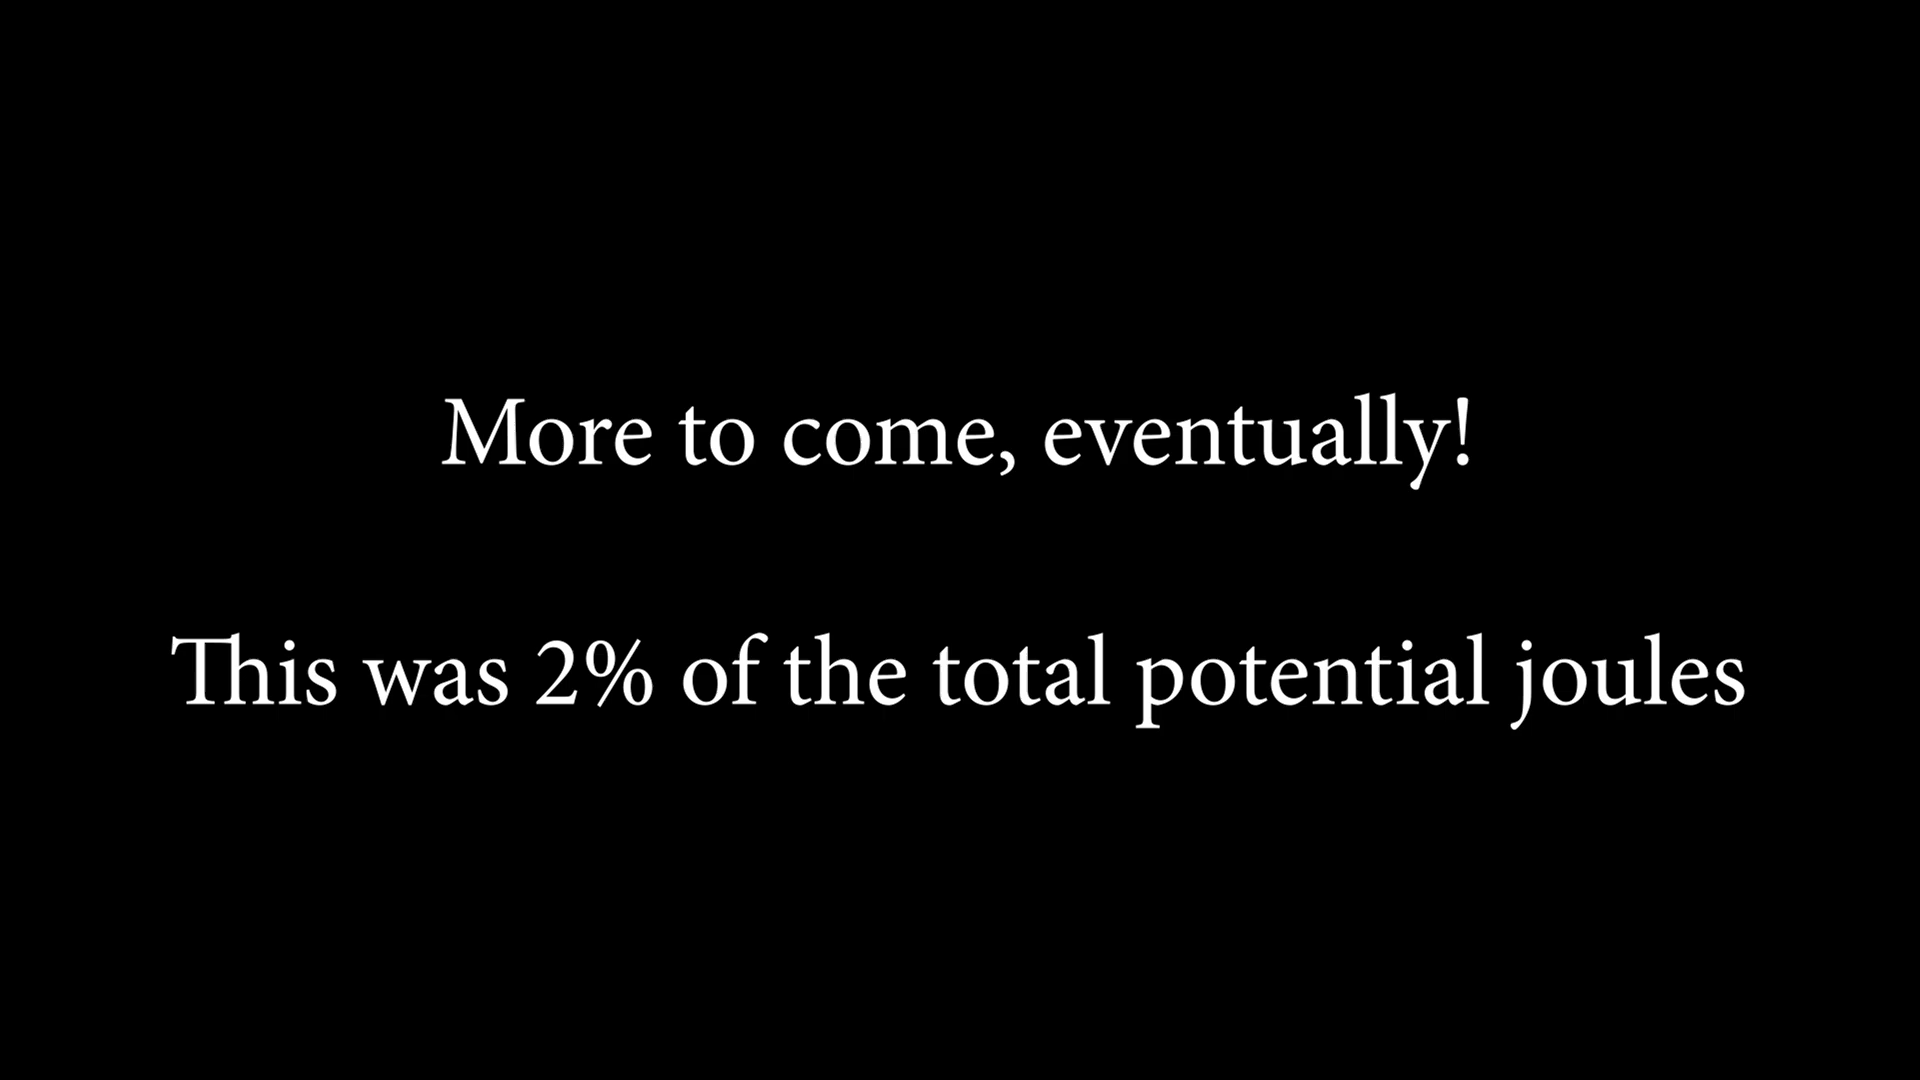 More to come, eventually!
This was 2% of the total potential joules